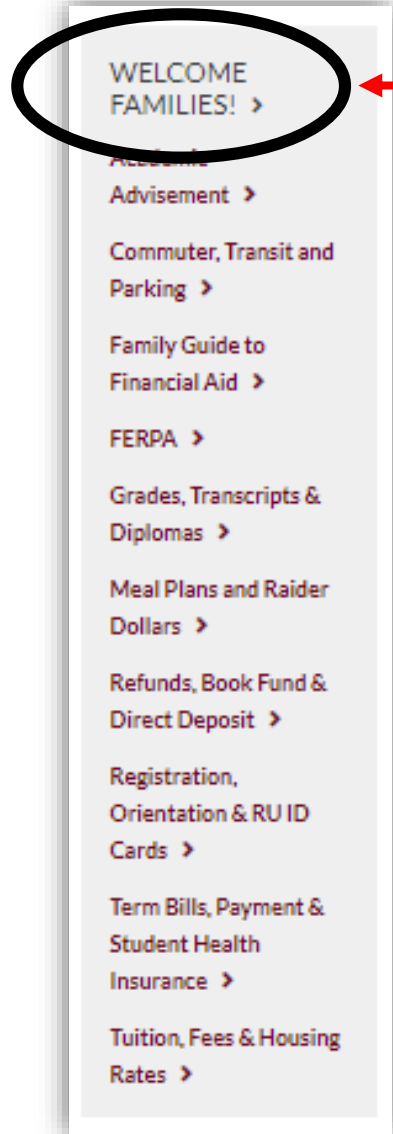 WELCOME
FAMILIES! >
Academic
Advisement >
Commuter, Transit and
Parking >
Family Guide to
Financial Aid >
FERPA >
Grades, Transcripts &
Diplomas >
Meal Plans and Raider
Dollars >
Refunds, Book Fund &
Direct Deposit >
Registration,
Orientation & RU ID
Cards >
Term Bills, Payment &
Student Health
Insurance >
Tuition, Fees & Housing
Rates >